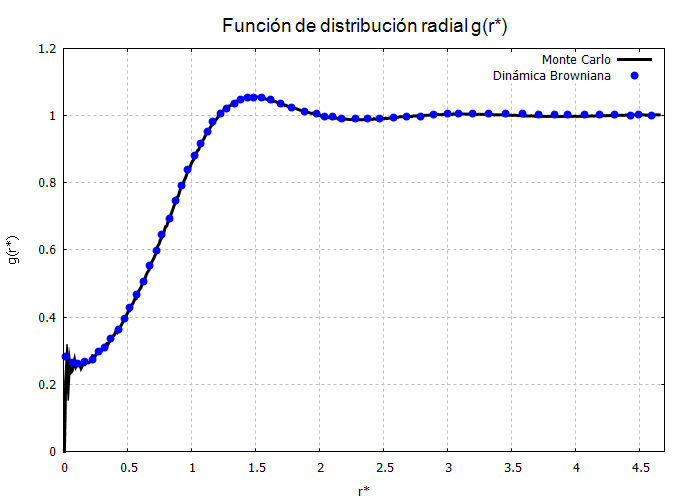 Función de distribución radial g(r*)
Monte Carlo
Dinámica Browniana
1.2
1
0.8
0.6
0.4
0.2
0
g(r*)
0 0.5 1 1.5 2 2.5 3 3.5 4 4.5
r*